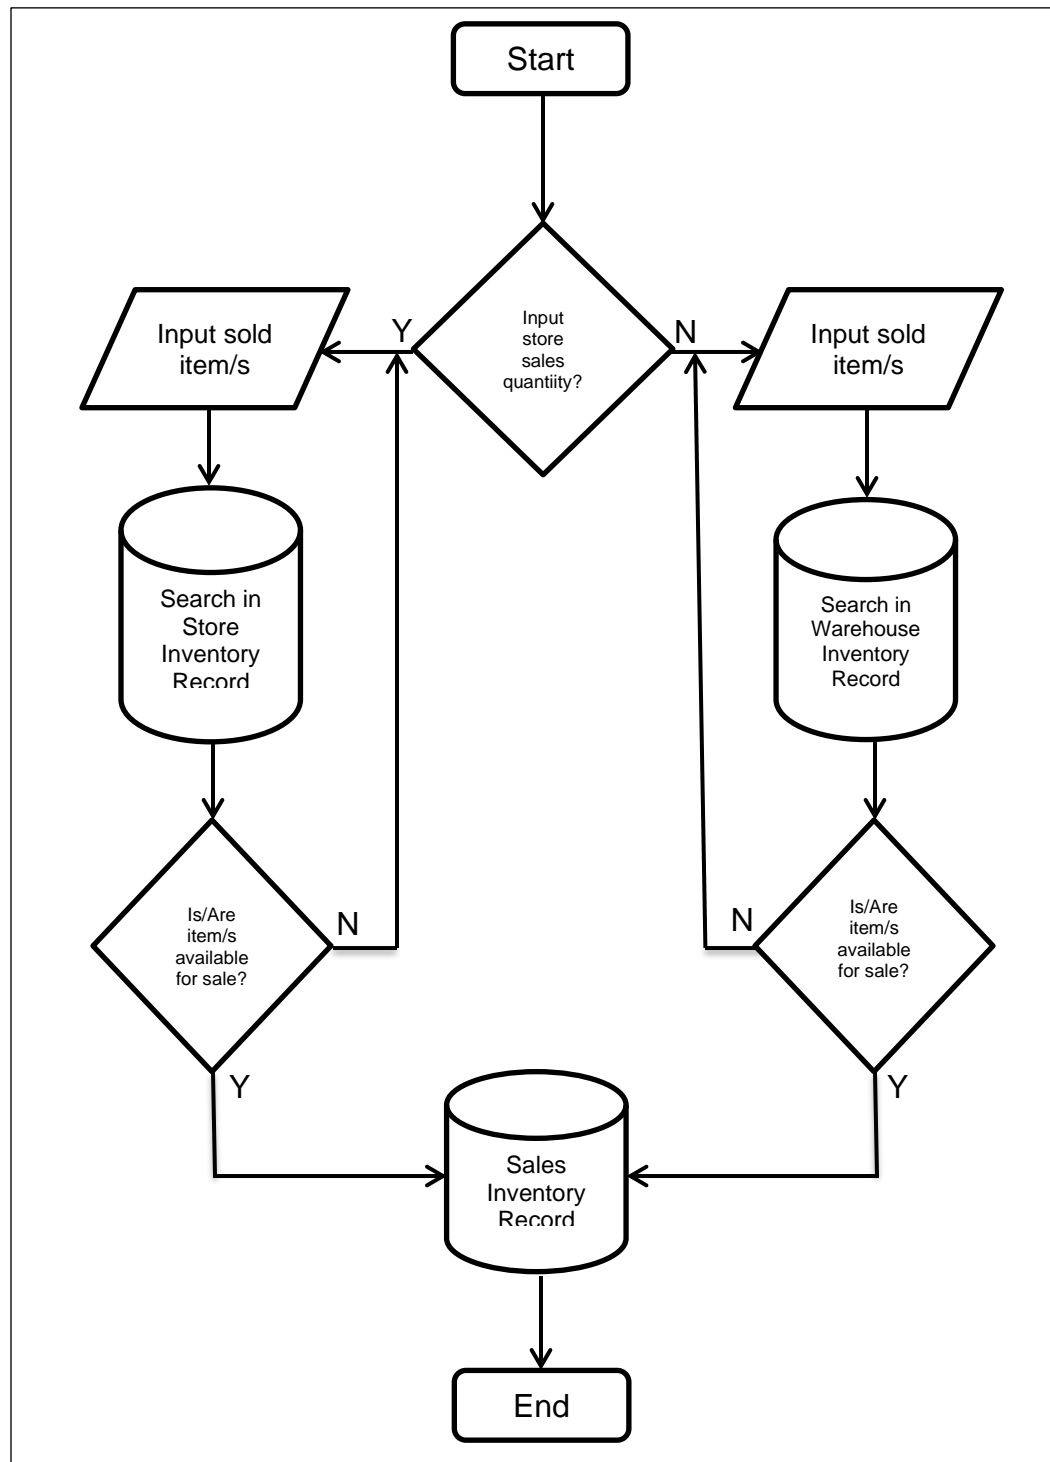 Start
Input
store
sales
quantiity?
Y
N
Input sold
item/s
Input sold
item/s
Search in
Store
Inventory
Record
Search in
Warehouse
Inventory
Record
Is/Are
item/s
available
for sale?
N
Y
Is/Are
item/s
available
for sale?
N
Y
Sales
Inventory
Record
End